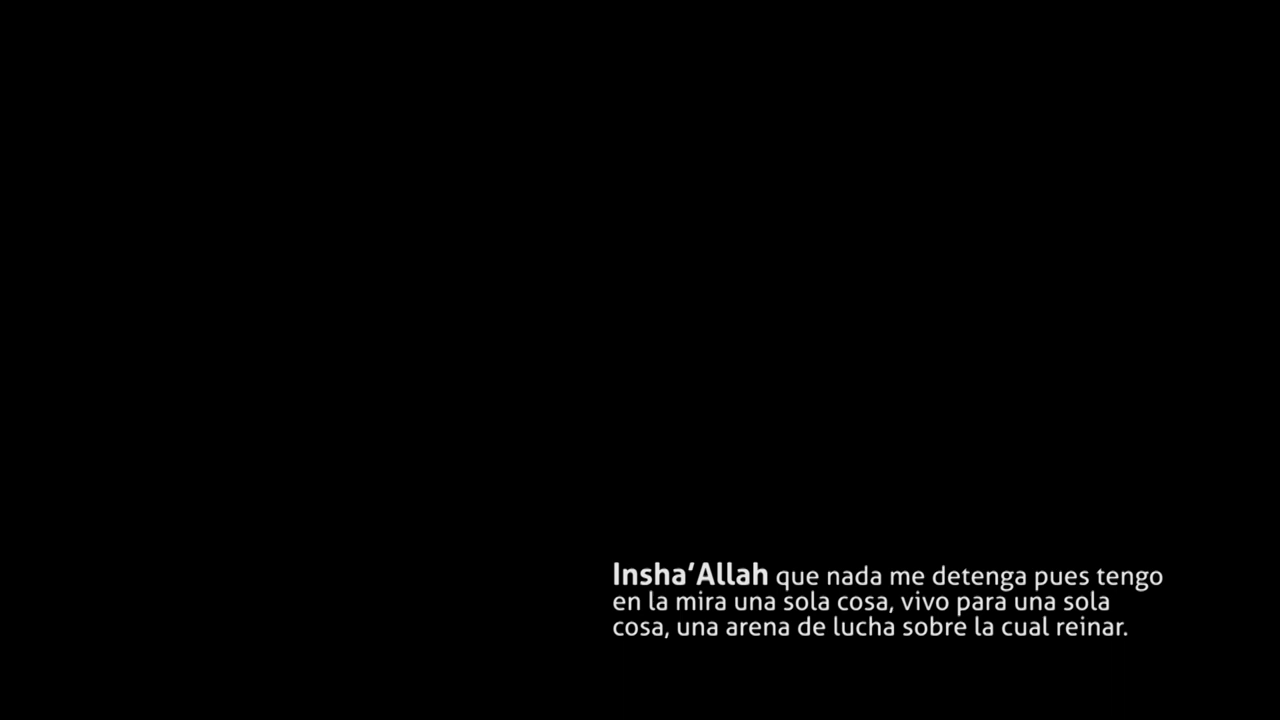 Insha’Allah que nada me detenga pues tengo
en la mira una sola cosa, vivo para una sola
cosa, una arena de lucha sobre la cual reinar.